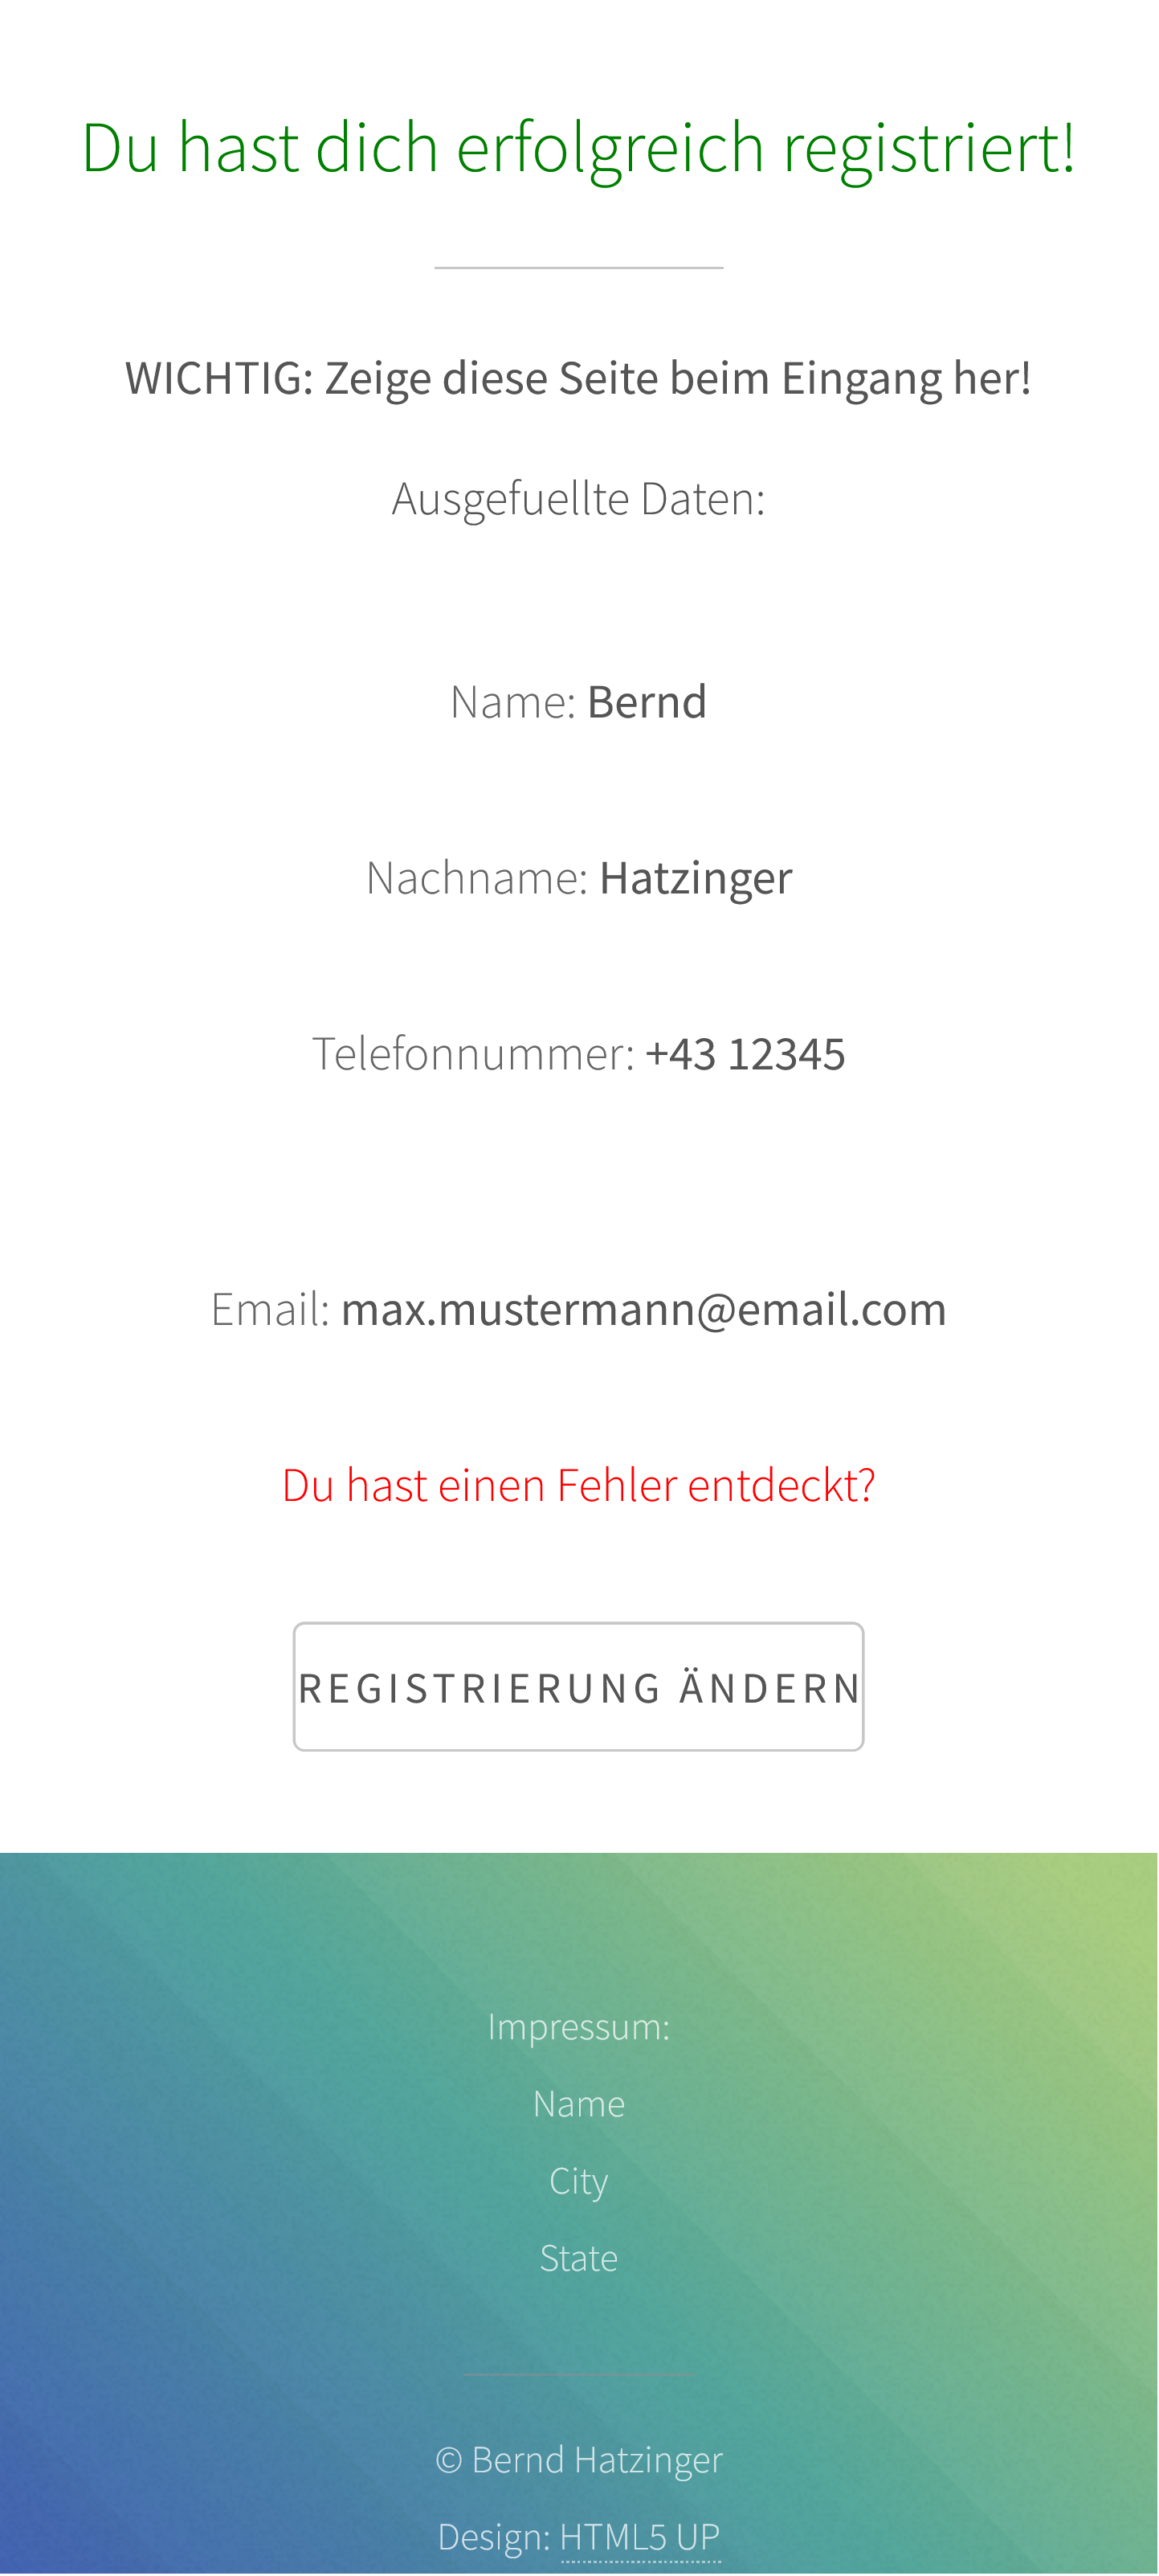 Du hast dich erfolgreich registriert!
WICHTIG: Zeige diese Seite beim Eingang her!
Ausgefuellte Daten:
Name: Bernd
Nachname: Hatzinger
Telefonnummer: +43 12345
Email: max.mustermann@email.com
Du hast einen Fehler entdeckt?
REGISTRIERUNG ÄNDERN
Impressum:
Name
City
State
© Bernd Hatzinger
Design: HTML5 UP